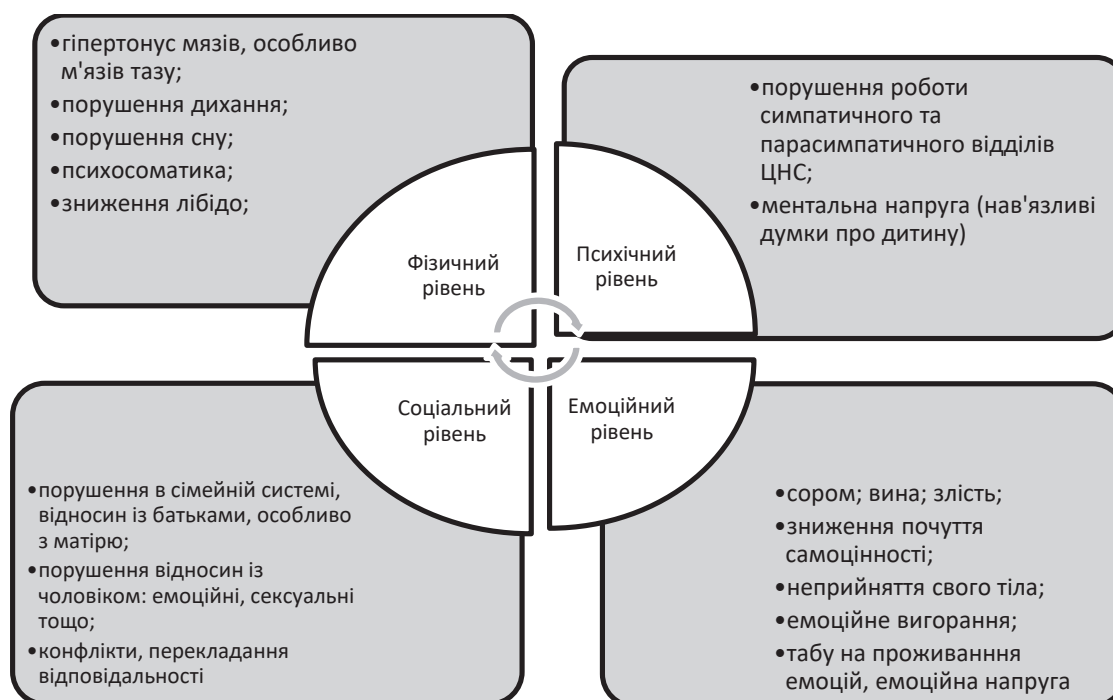 •гіпертонус мязів, особливо
м'язів тазу;
•порушення дихання;
•порушення сну;
•психосоматика;
•зниження лібідо;
•порушення роботи
симпатичного та
парасимпатичного відділів
ЦНС;
•ментальна напруга (нав'язливі
думки про дитину)
Фізичний
рівень
Психічний
рівень
Соціальний
рівень
Емоційний
рівень
•порушення в сімейній системі,
відносин із батьками, особливо
з матірю;
•порушення відносин із
чоловіком: емоційні, сексуальні
тощо;
•конфлікти, перекладання
відповідальності
•сором; вина; злість;
•зниження почуття
самоцінності;
•неприйняття свого тіла;
•емоційне вигорання;
•табу на проживанння
емоцій, емоційна напруга